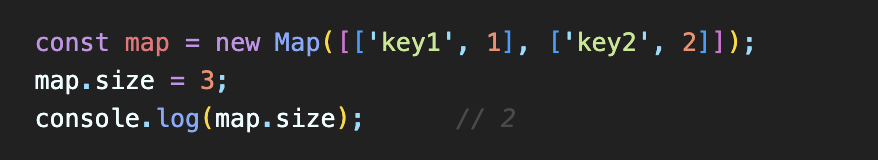 const map = new Map([['key1', 1], ['key2', 2]]);
map.size = 3;
console.log(map.size);      // 2